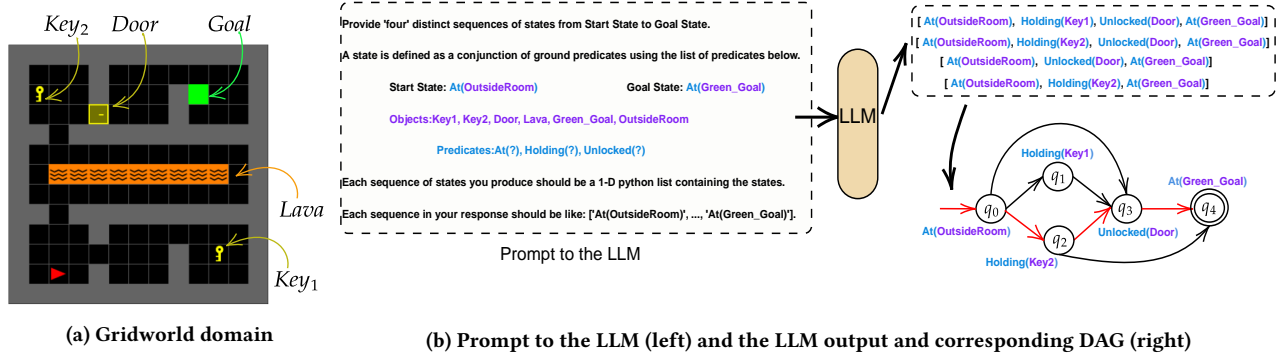 Key2 Door Goal
Lava
Key1
(a) Gridworld domain
Provide 'four' distinct sequences of states from Start State to Goal State.
A state is defined as a conjunction of ground predicates using the list of predicates below.
Start State: At(OutsideRoom) Goal State: At(Green_Goal)
Objects:Key1, Key2, Door, Lava, Green_Goal, OutsideRoom
Predicates:At(?), Holding(?), Unlocked(?)
Each sequence of states you produce should be a 1-D python list containing the states.
Each sequence in your response should be like: ['At(OutsideRoom)', ..., 'At(Green_Goal)'].
Prompt to the LLM
LLM
[ At(OutsideRoom), Holding(Key1), Unlocked(Door), At(Green_Goal)]
[ At(OutsideRoom), Holding(Key2), Unlocked(Door), At(Green_Goal)]
[ At(OutsideRoom), Unlocked(Door), At(Green_Goal)]
[ At(OutsideRoom), Holding(Key2), At(Green_Goal)]
Holding(Key1)
At(Green_Goal)
q1
q0 q3 q4
At(OutsideRoom) Unlocked(Door)
q2
Holding(Key2)
(b) Prompt to the LLM (left) and the LLM output and corresponding DAG (right)